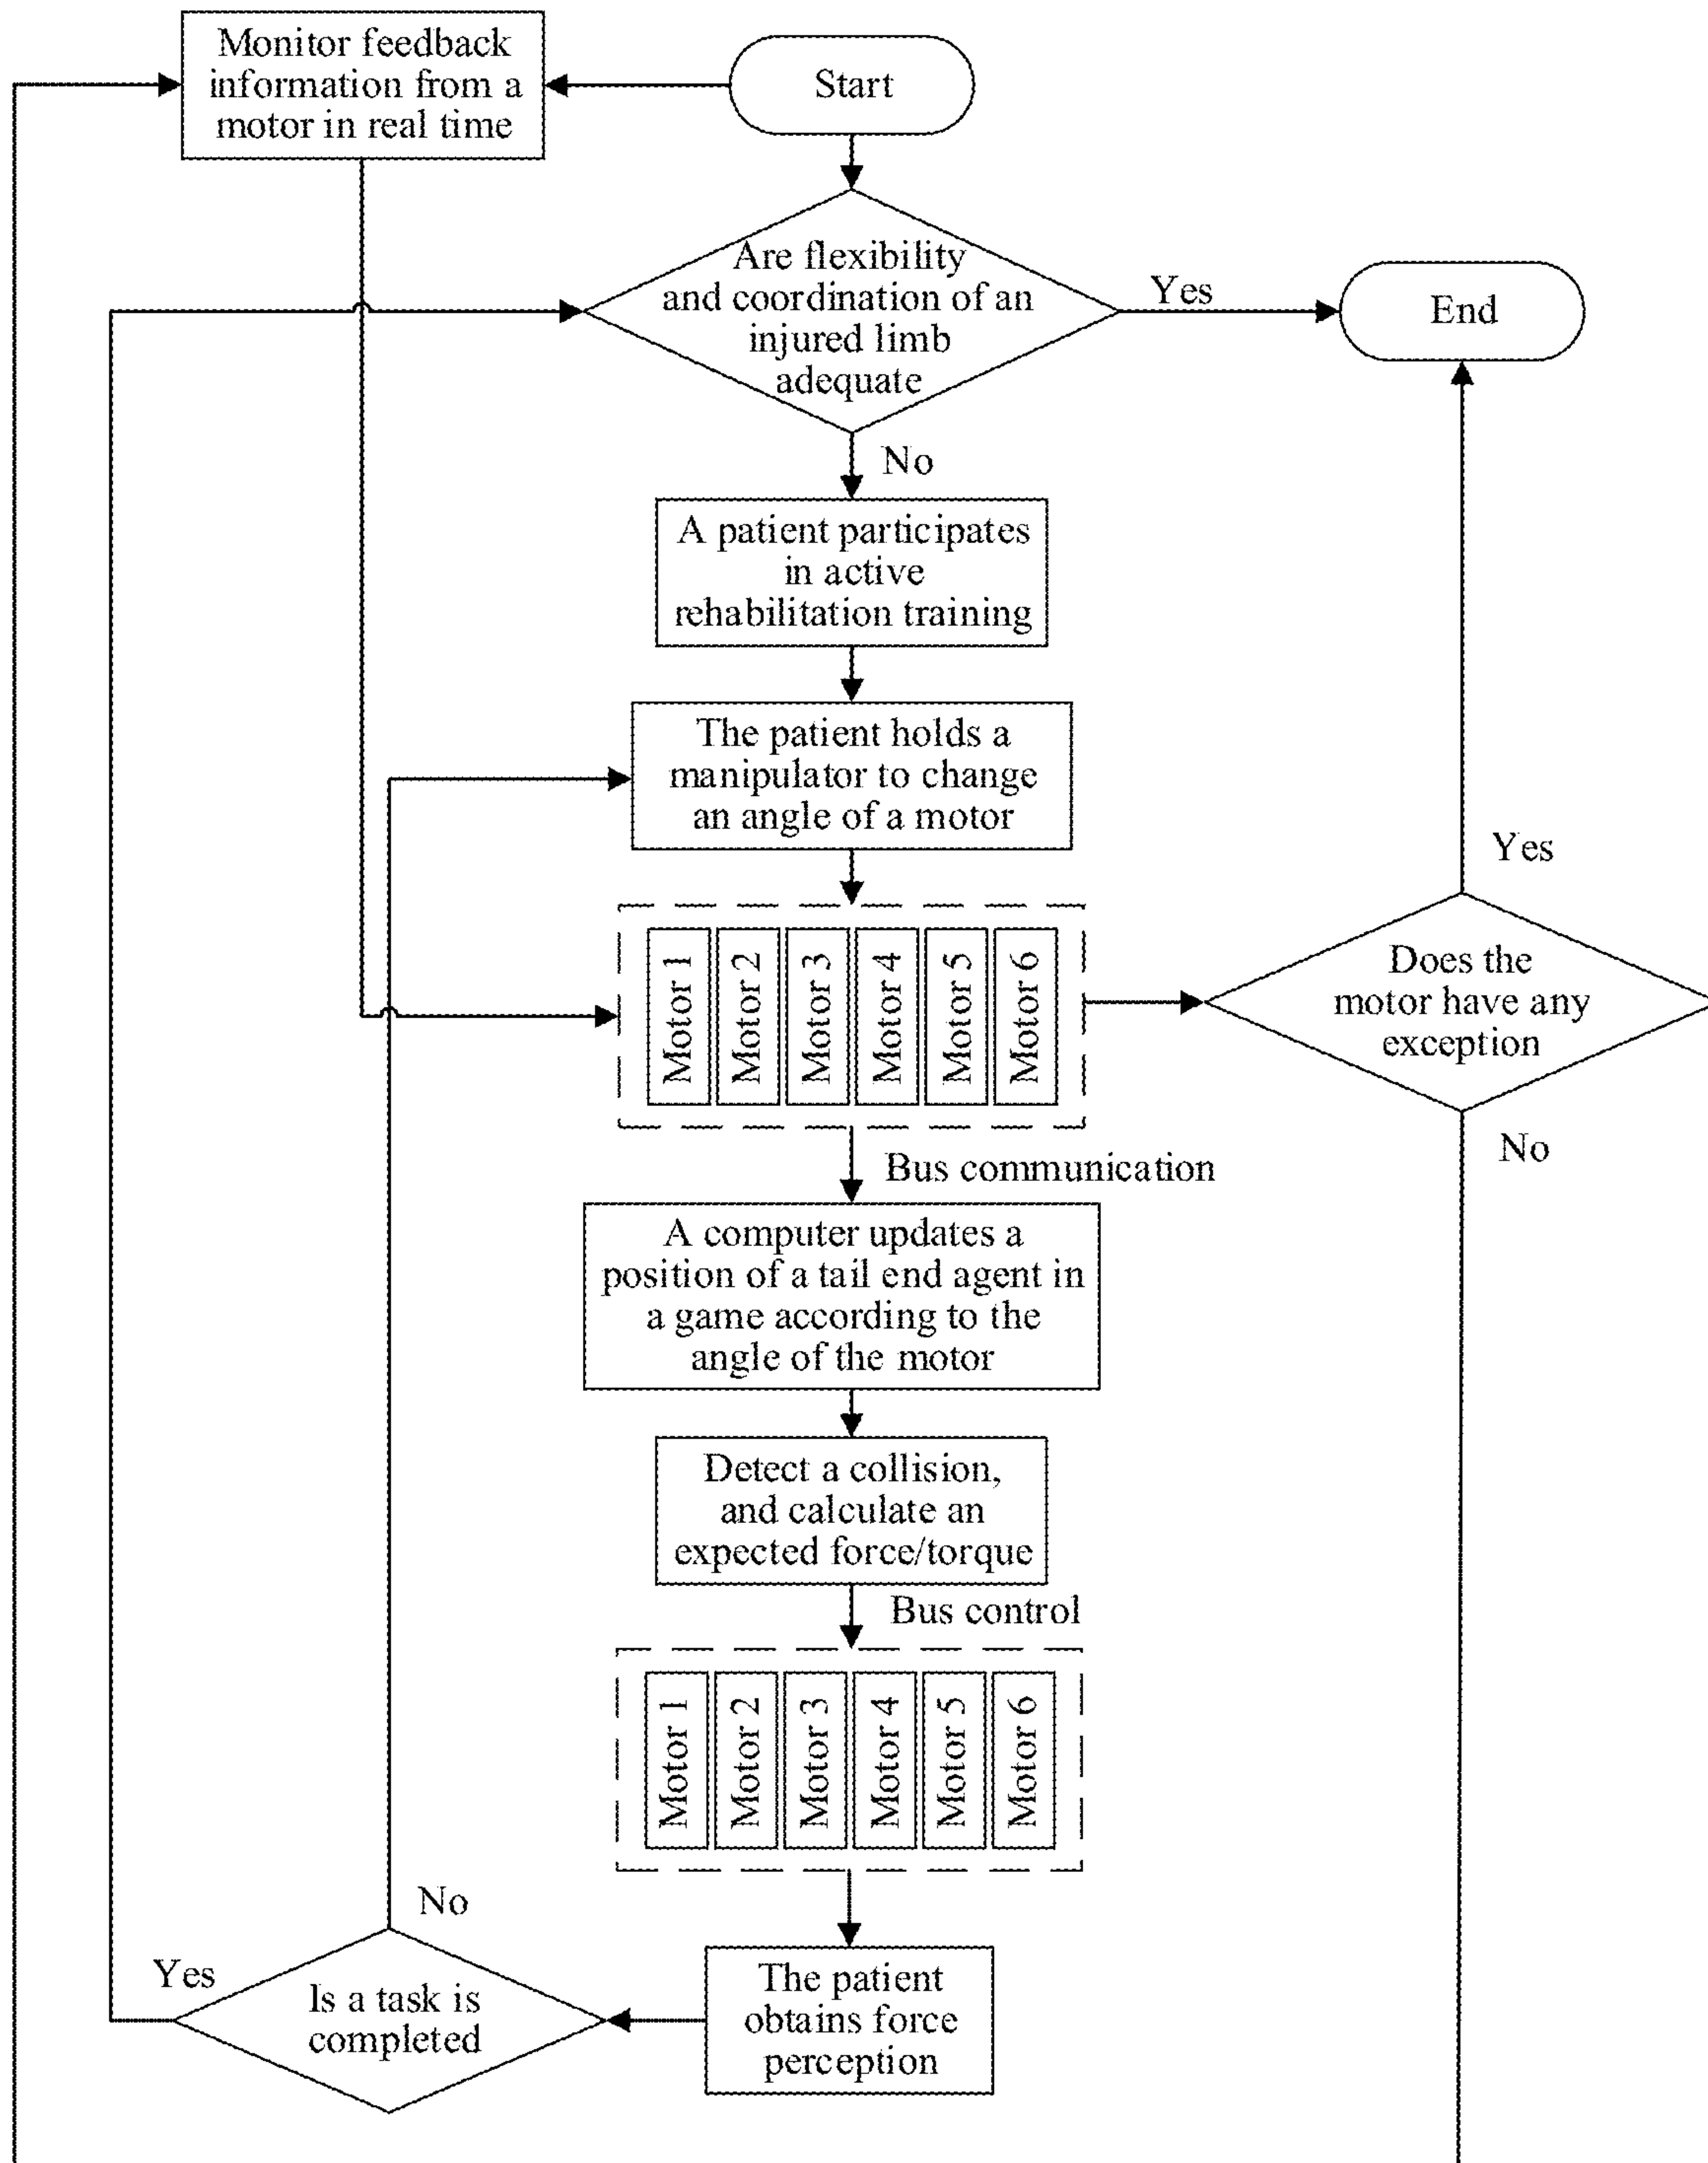 Monitor feedback
information from a
motor in real time
Start
Are flexibility
and coordination of an
injured limb
adequate
Yes
End
No
A patient participates
in active
rehabilitation training
The patient holds a
manipulator to change
an angle of a motor
Yes
Motor 1
Motor 2
Motor 3
Motor 4
Motor 5
Motor 6
Does the
motor have any
exception
No
Bus communication
A computer updates a
position of a tail end agent in
a game according to the
angle of the motor
Detect a collision,
and calculate an
expected force/torque
Bus control
Motor 1
Motor 2
Motor 3
Motor 4
Motor 5
Motor 6
No
Yes
Is a task is
completed
The patient
obtains force
perception